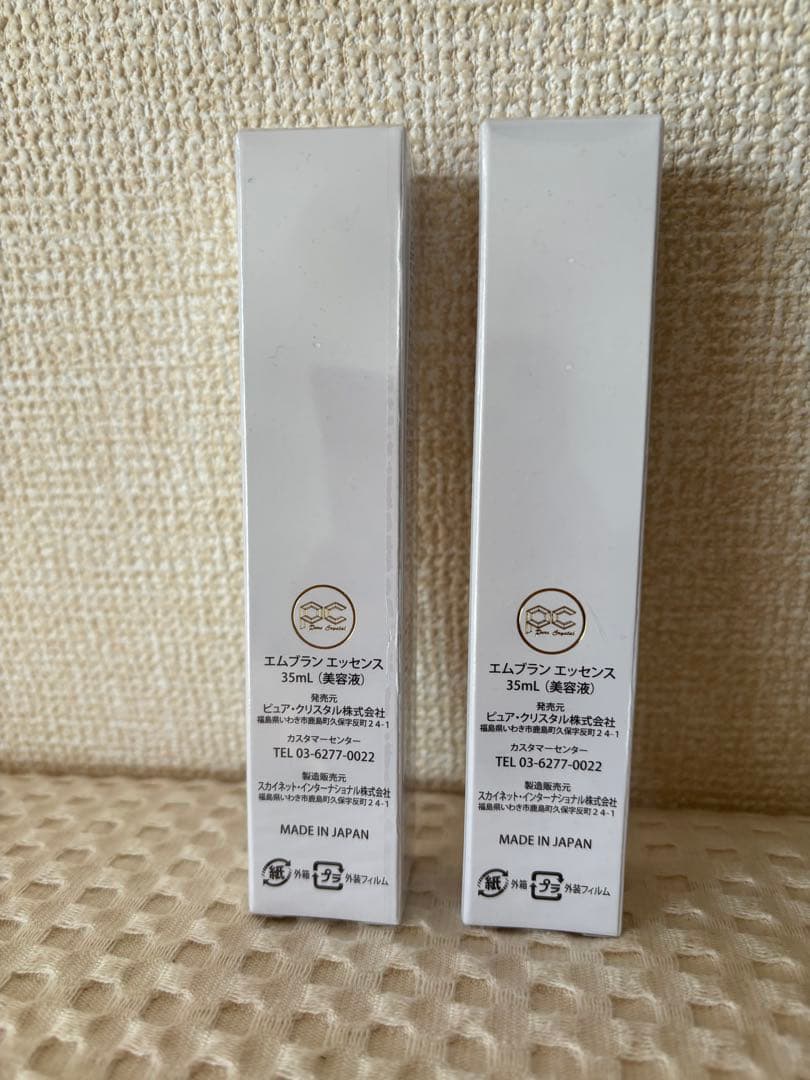 PC
Pure Crystal
エムブラン エッセンス
35mL（美容液）
発売元
ピュア・クリスタル株式会社
福島県いわき市鹿島町久保字反町２４-１
カスタマーセンター
TEL 03-6277-0022
製造販売元
スカイネット・インターナショナル株式会社
福島県いわき市鹿島町久保字反町２４-１
MADE IN JAPAN
紙 外箱 プラ 外装フィルム
PC
Pure Crystal
エムブラン エッセンス
35mL（美容液）
発売元
ピュア・クリスタル株式会社
福島県いわき市鹿島町久保字反町２４-１
カスタマーセンター
TEL 03-6277-0022
製造販売元
スカイネット・インターナショナル株式会社
福島県いわき市鹿島町久保字反町２４-１
MADE IN JAPAN
紙 外箱 プラ 外装フィルム